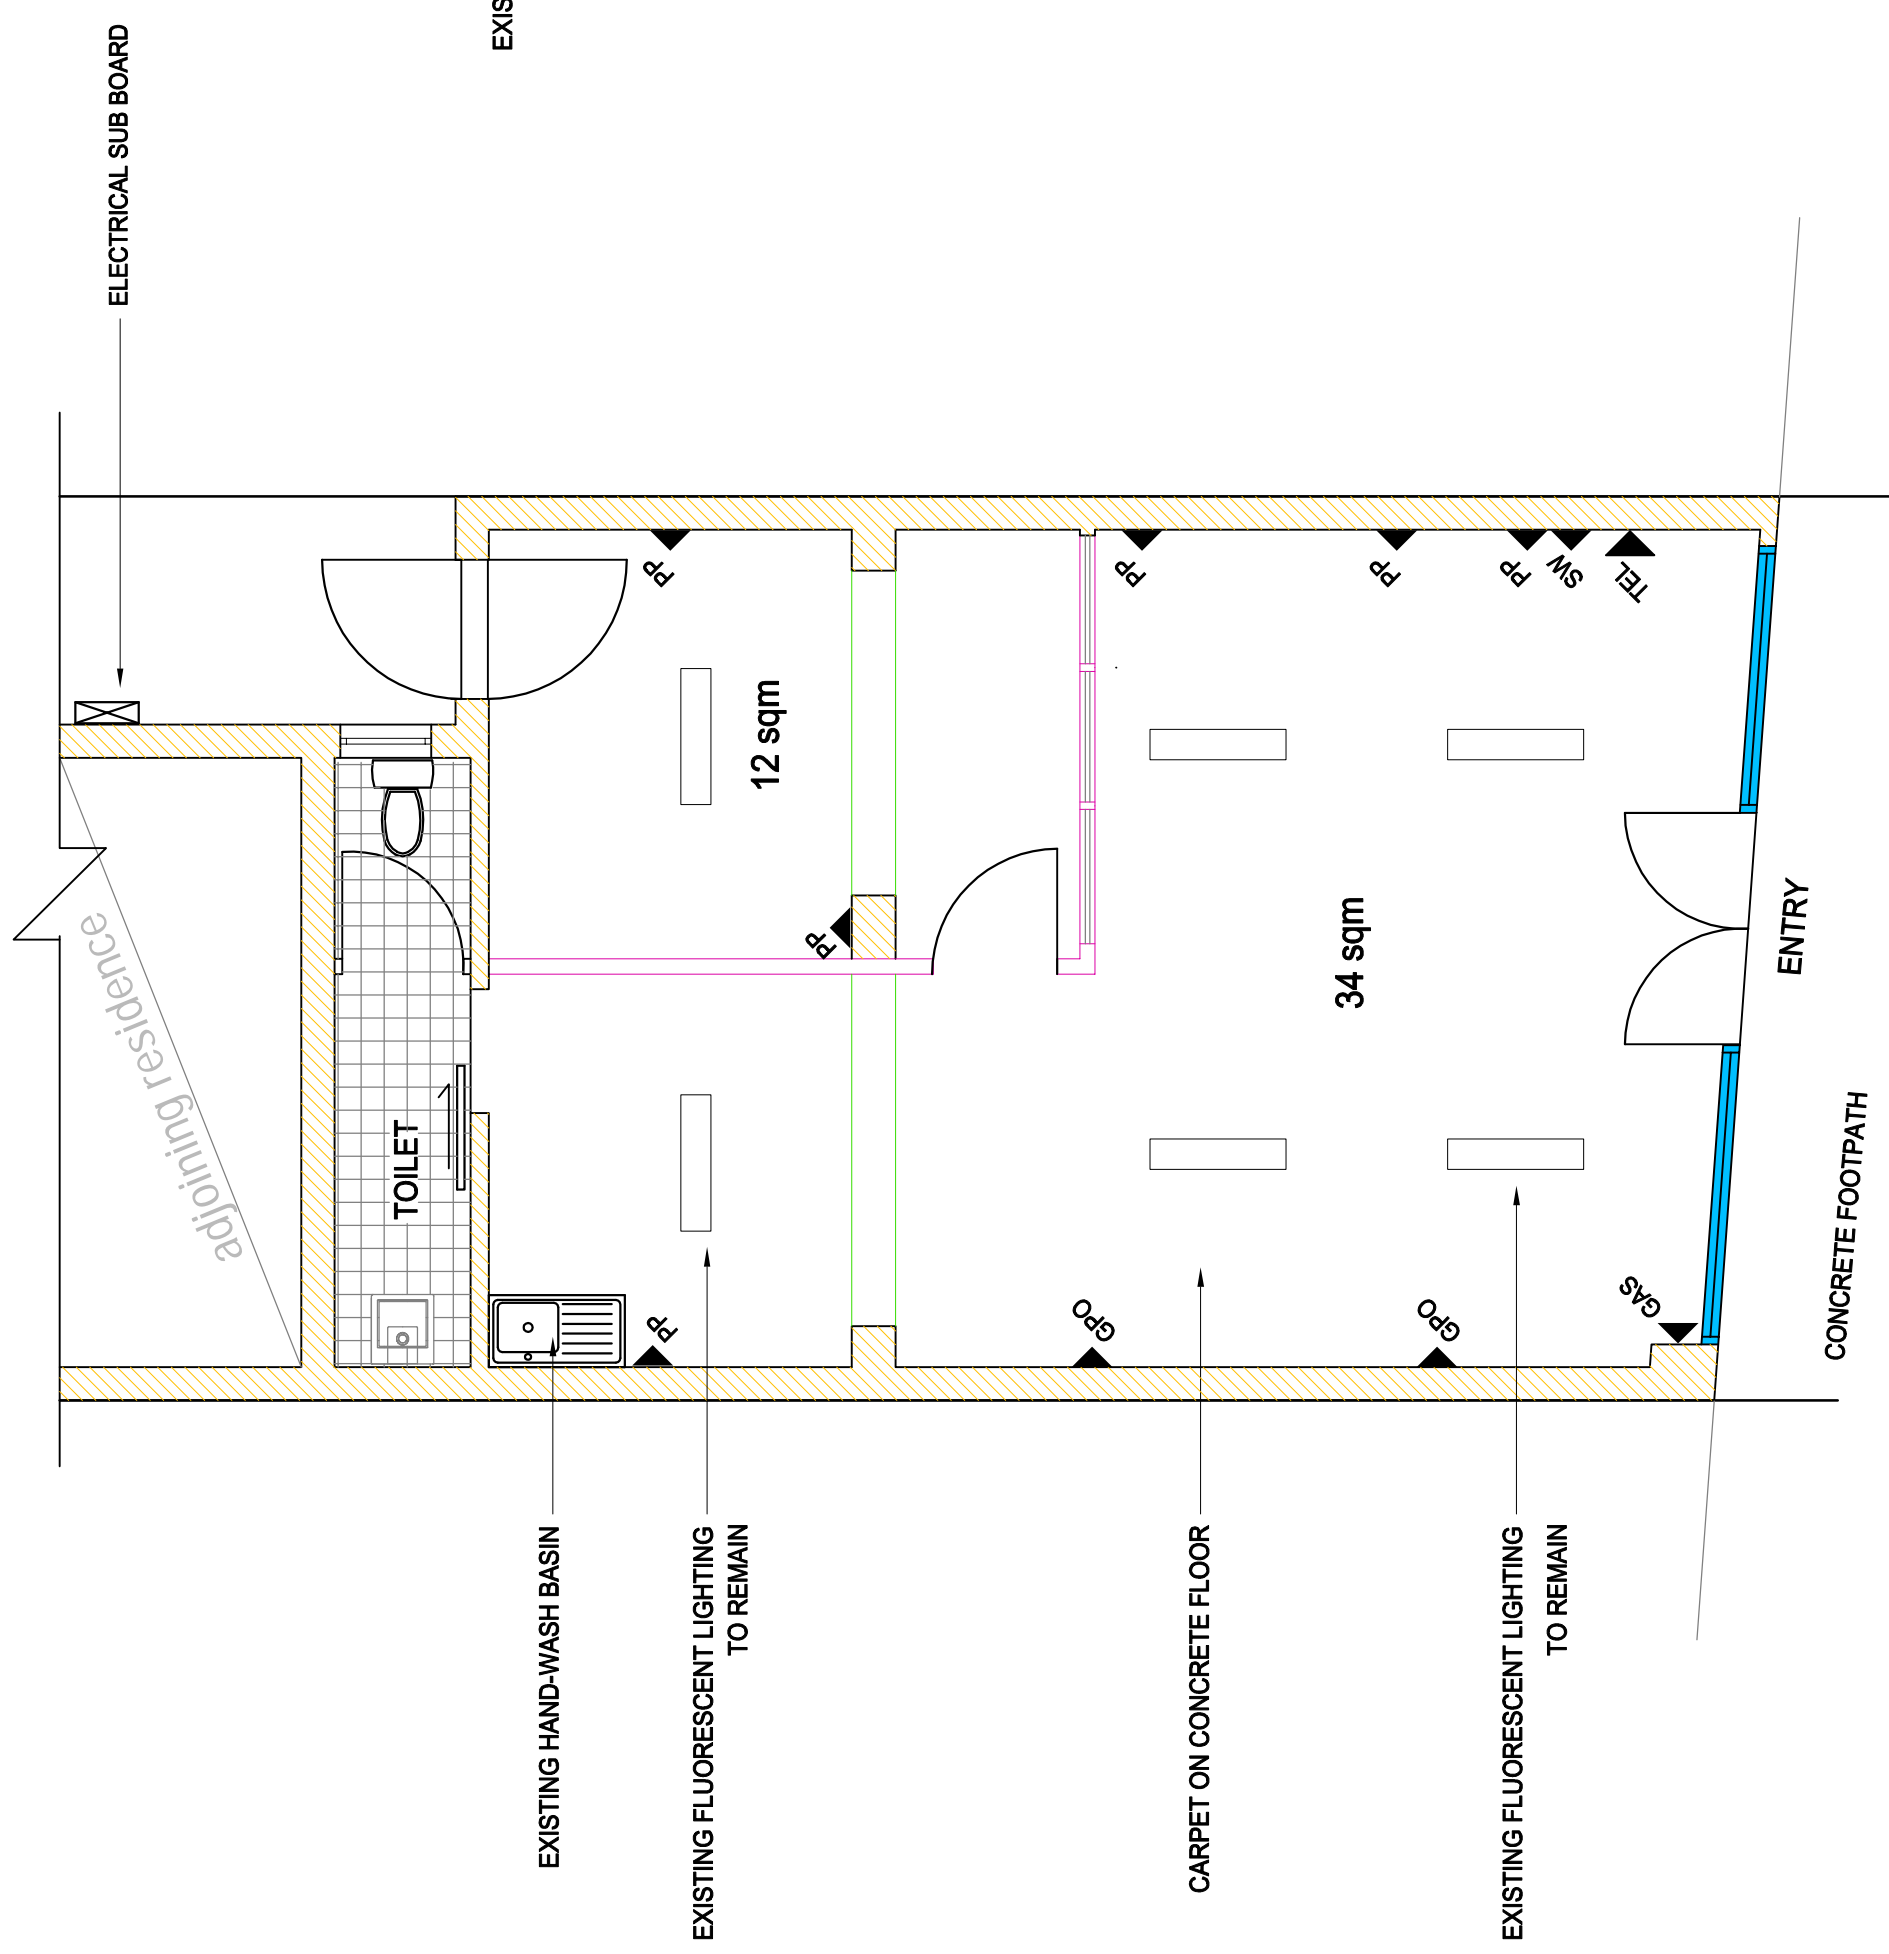 ELECTRICAL SUB BOARD
EXIS
adjoining residence
TOILET
PP
12 sqm
PP
PP
PP
PP
PP
SW
TEL
34 sqm
PP
GPO
GPO
GAS
ENTRY
CONCRETE FOOTPATH
EXISTING HAND-WASH BASIN
EXISTING FLUORESCENT LIGHTING
TO REMAIN
CARPET ON CONCRETE FLOOR
EXISTING FLUORESCENT LIGHTING
TO REMAIN